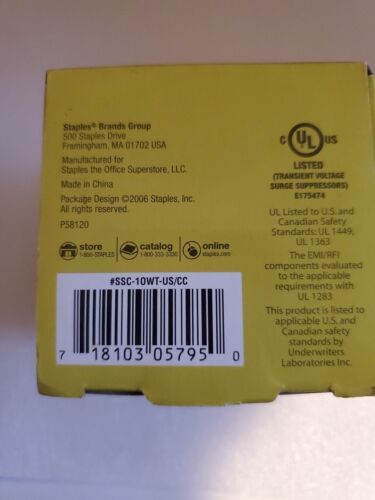 Staples® Brands Group
500 Staples Drive
Framingham, MA 01702 USA
Manufactured for
Staples the Office Superstore, LLC.
Made in China
Package Design ©2006 Staples, Inc.
All rights reserved.
P58120
store
1-800-STAPLES
catalog
1-800-333-3330
online
staples.com
C UL US
LISTED
(TRANSIENT VOLTAGE
SURGE SUPPRESSORS)
E175474
UL Listed to U.S. and
Canadian Safety
Standards: UL 1449,
UL 1363
The EMI/RFI
components evaluated
to the applicable
requirements with
UL 1283
This product is listed to
applicable U.S. and
Canadian safety
standards by
Underwriters
Laboratories Inc.
#SSC-10WT-US/CC
7 18103 05795 0